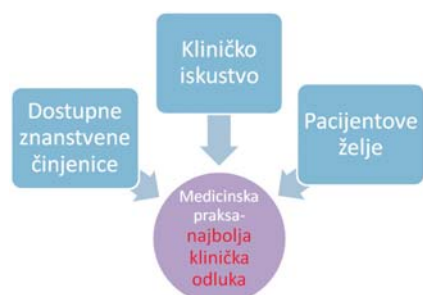 Kliničko
iskustvo
Dostupne
znanstvene
činjenice
Pacijentove
želje
Medicinska
praksa-
najbolja
klinička
odluka